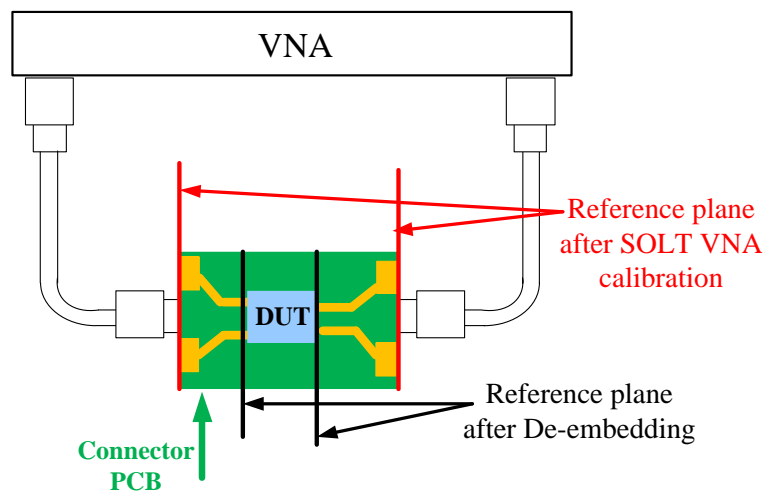 VNA
Reference plane
after SOLT VNA
calibration
DUT
Reference plane
after De-embedding
Connector
PCB